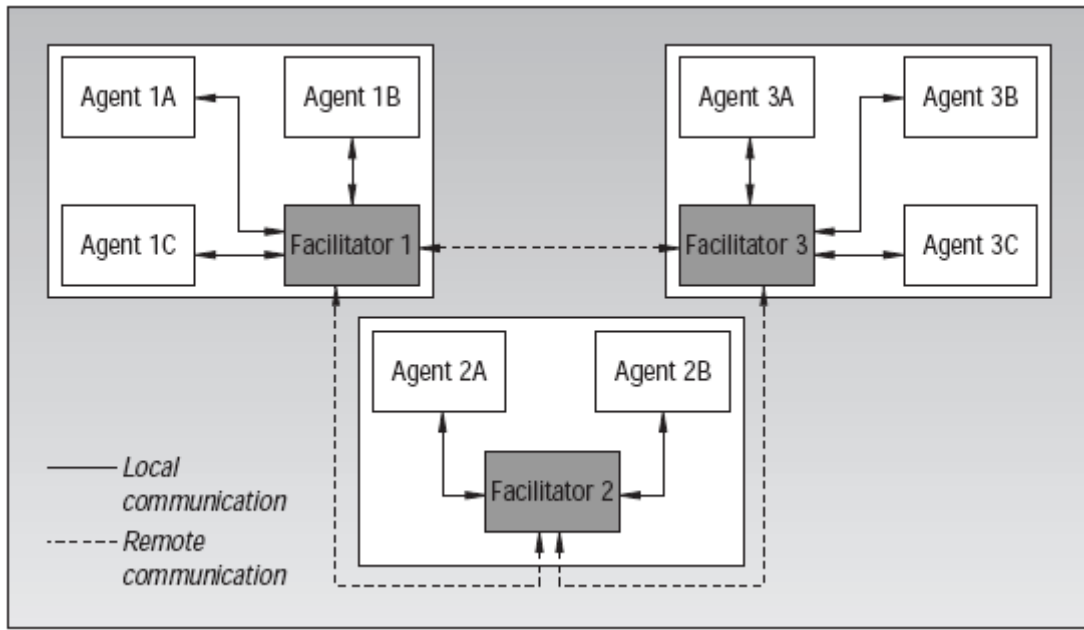 Agent 1A
Agent 1B
Agent 1C
Facilitator 1
Agent 3A
Agent 3B
Facilitator 3
Agent 3C
Agent 2A
Agent 2B
Facilitator 2
Local
communication
Remote
communication